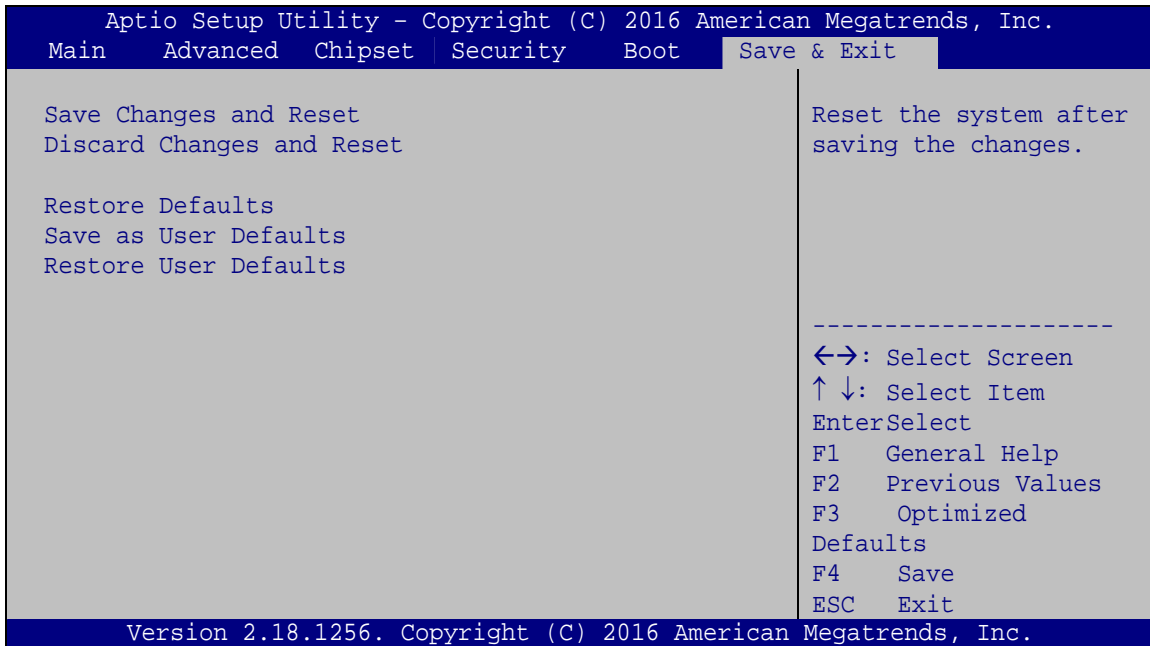 Aptio Setup Utility – Copyright (C) 2016 American Megatrends, Inc.
Main Advanced Chipset Security Boot Save & Exit
Save Changes and Reset
Discard Changes and Reset
Restore Defaults
Save as User Defaults
Restore User Defaults
Reset the system after
saving the changes.
---------------------
←→: Select Screen
↑ ↓: Select Item
EnterSelect
F1 General Help
F2 Previous Values
F3 Optimized
Defaults
F4 Save
ESC Exit
Version 2.18.1256. Copyright (C) 2016 American Megatrends, Inc.